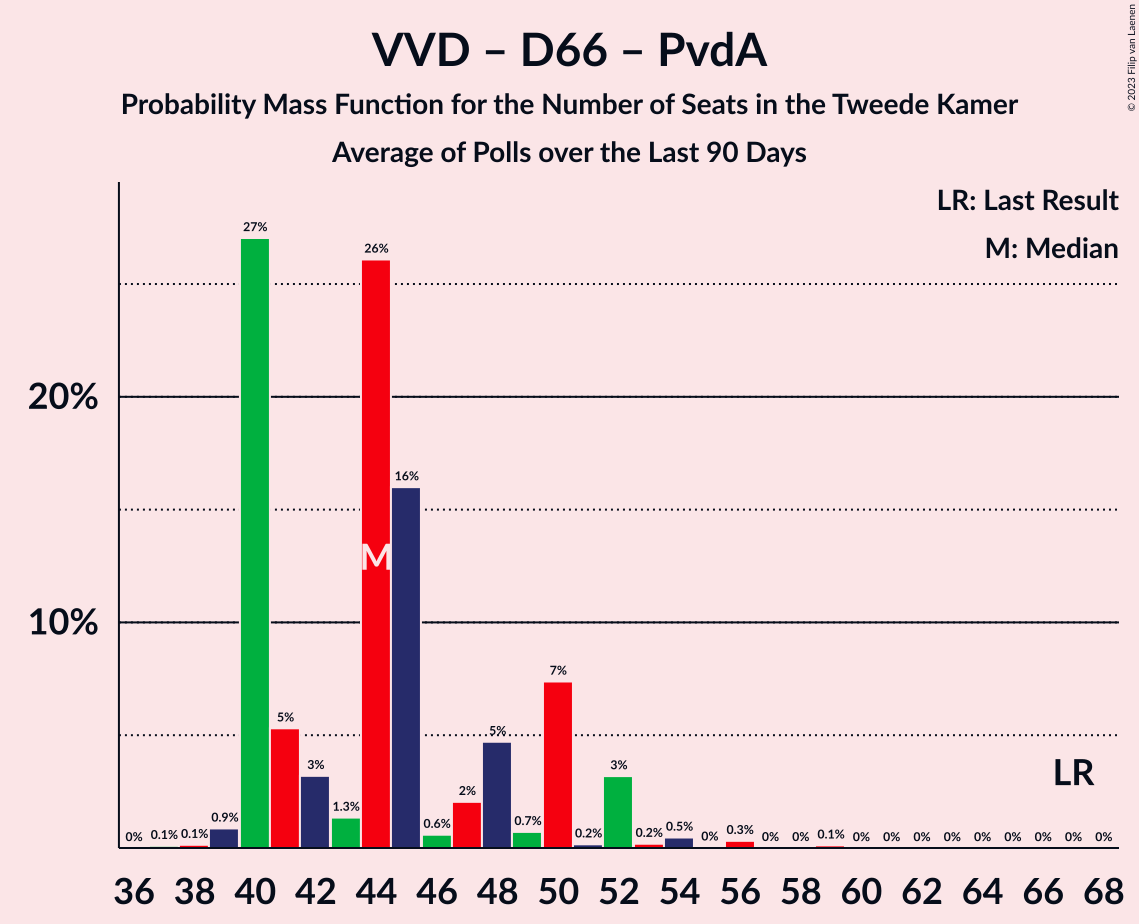 © 2023 Filip van Laenen
VVD – D66 – PvdA
Probability Mass Function for the Number of Seats in the Tweede Kamer
Average of Polls over the Last 90 Days
LR: Last Result
M: Median
20%
10%
0% 0.1% 0.1% 0.9% 27% 5% 3% 1.3% 26% 16% 0.6% 2% 5% 0.7% 7% 0.2% 3% 0.2% 0.5% 0% 0.3% 0% 0% 0.1% 0% 0% 0% 0% 0% 0% 0% 0% 0%
M
LR
36 38 40 42 44 46 48 50 52 54 56 58 60 62 64 66 68